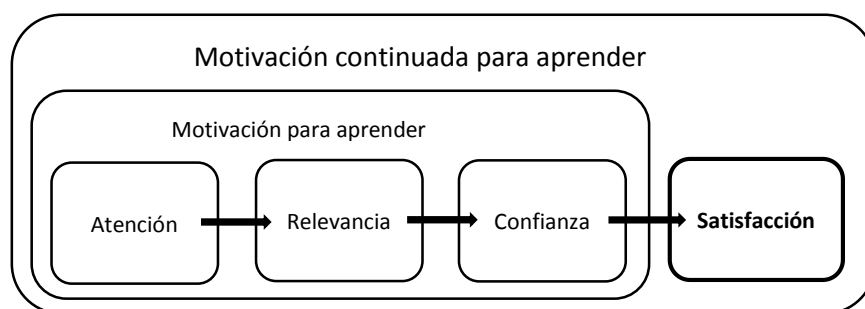 Motivación continuada para aprender
Motivación para aprender
Atención
Relevancia
Confianza
Satisfacción